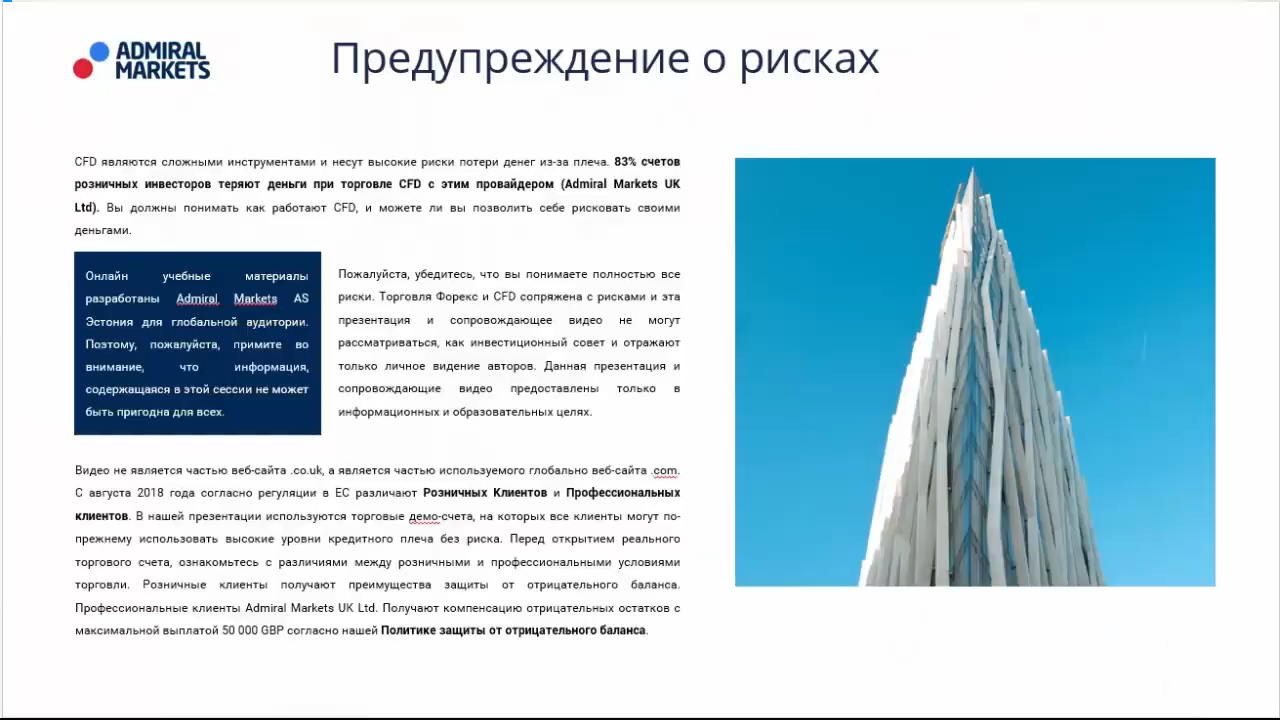 ADMIRAL
MARKETS
Предупреждение о рисках
CFD являются сложными инструментами и несут высокие риски потери денег из-за плеча. 83% счетов
розничных инвесторов теряют деньги при торговле CFD с этим провайдером (Admiral Markets UK
Ltd). Вы должны понимать как работают CFD, и можете ли вы позволить себе рисковать своими
деньгами.
Онлайн учебные материалы
разработаны Admiral Markets AS
Эстония для глобальной аудитории.
Поэтому, пожалуйста, примите во
внимание, что информация,
содержащаяся в этой сессии не может
быть пригодна для всех.
Пожалуйста, убедитесь, что вы понимаете полностью все
риски. Торговля Форекс и CFD сопряжена с рисками и эта
презентация и сопровождающее видео не могут
рассматриваться, как инвестиционный совет и отражают
только личное видение авторов. Данная презентация и
сопровождающие видео предоставлены только в
информационных и образовательных целях.
Видео не является частью веб-сайта .co.uk, а является частью используемого глобально веб-сайта .com.
С августа 2018 года согласно регуляции в ЕС различают Розничных Клиентов и Профессиональных
клиентов. В нашей презентации используются торговые демо-счета, на которых все клиенты могут по-
прежнему использовать высокие уровни кредитного плеча без риска. Перед открытием реального
торгового счета, ознакомьтесь с различиями между розничными и профессиональными условиями
торговли. Розничные клиенты получают преимущества защиты от отрицательного баланса.
Профессиональные клиенты Admiral Markets UK Ltd. Получают компенсацию отрицательных остатков с
максимальной выплатой 50 000 GBP согласно нашей Политике защиты от отрицательного баланса.